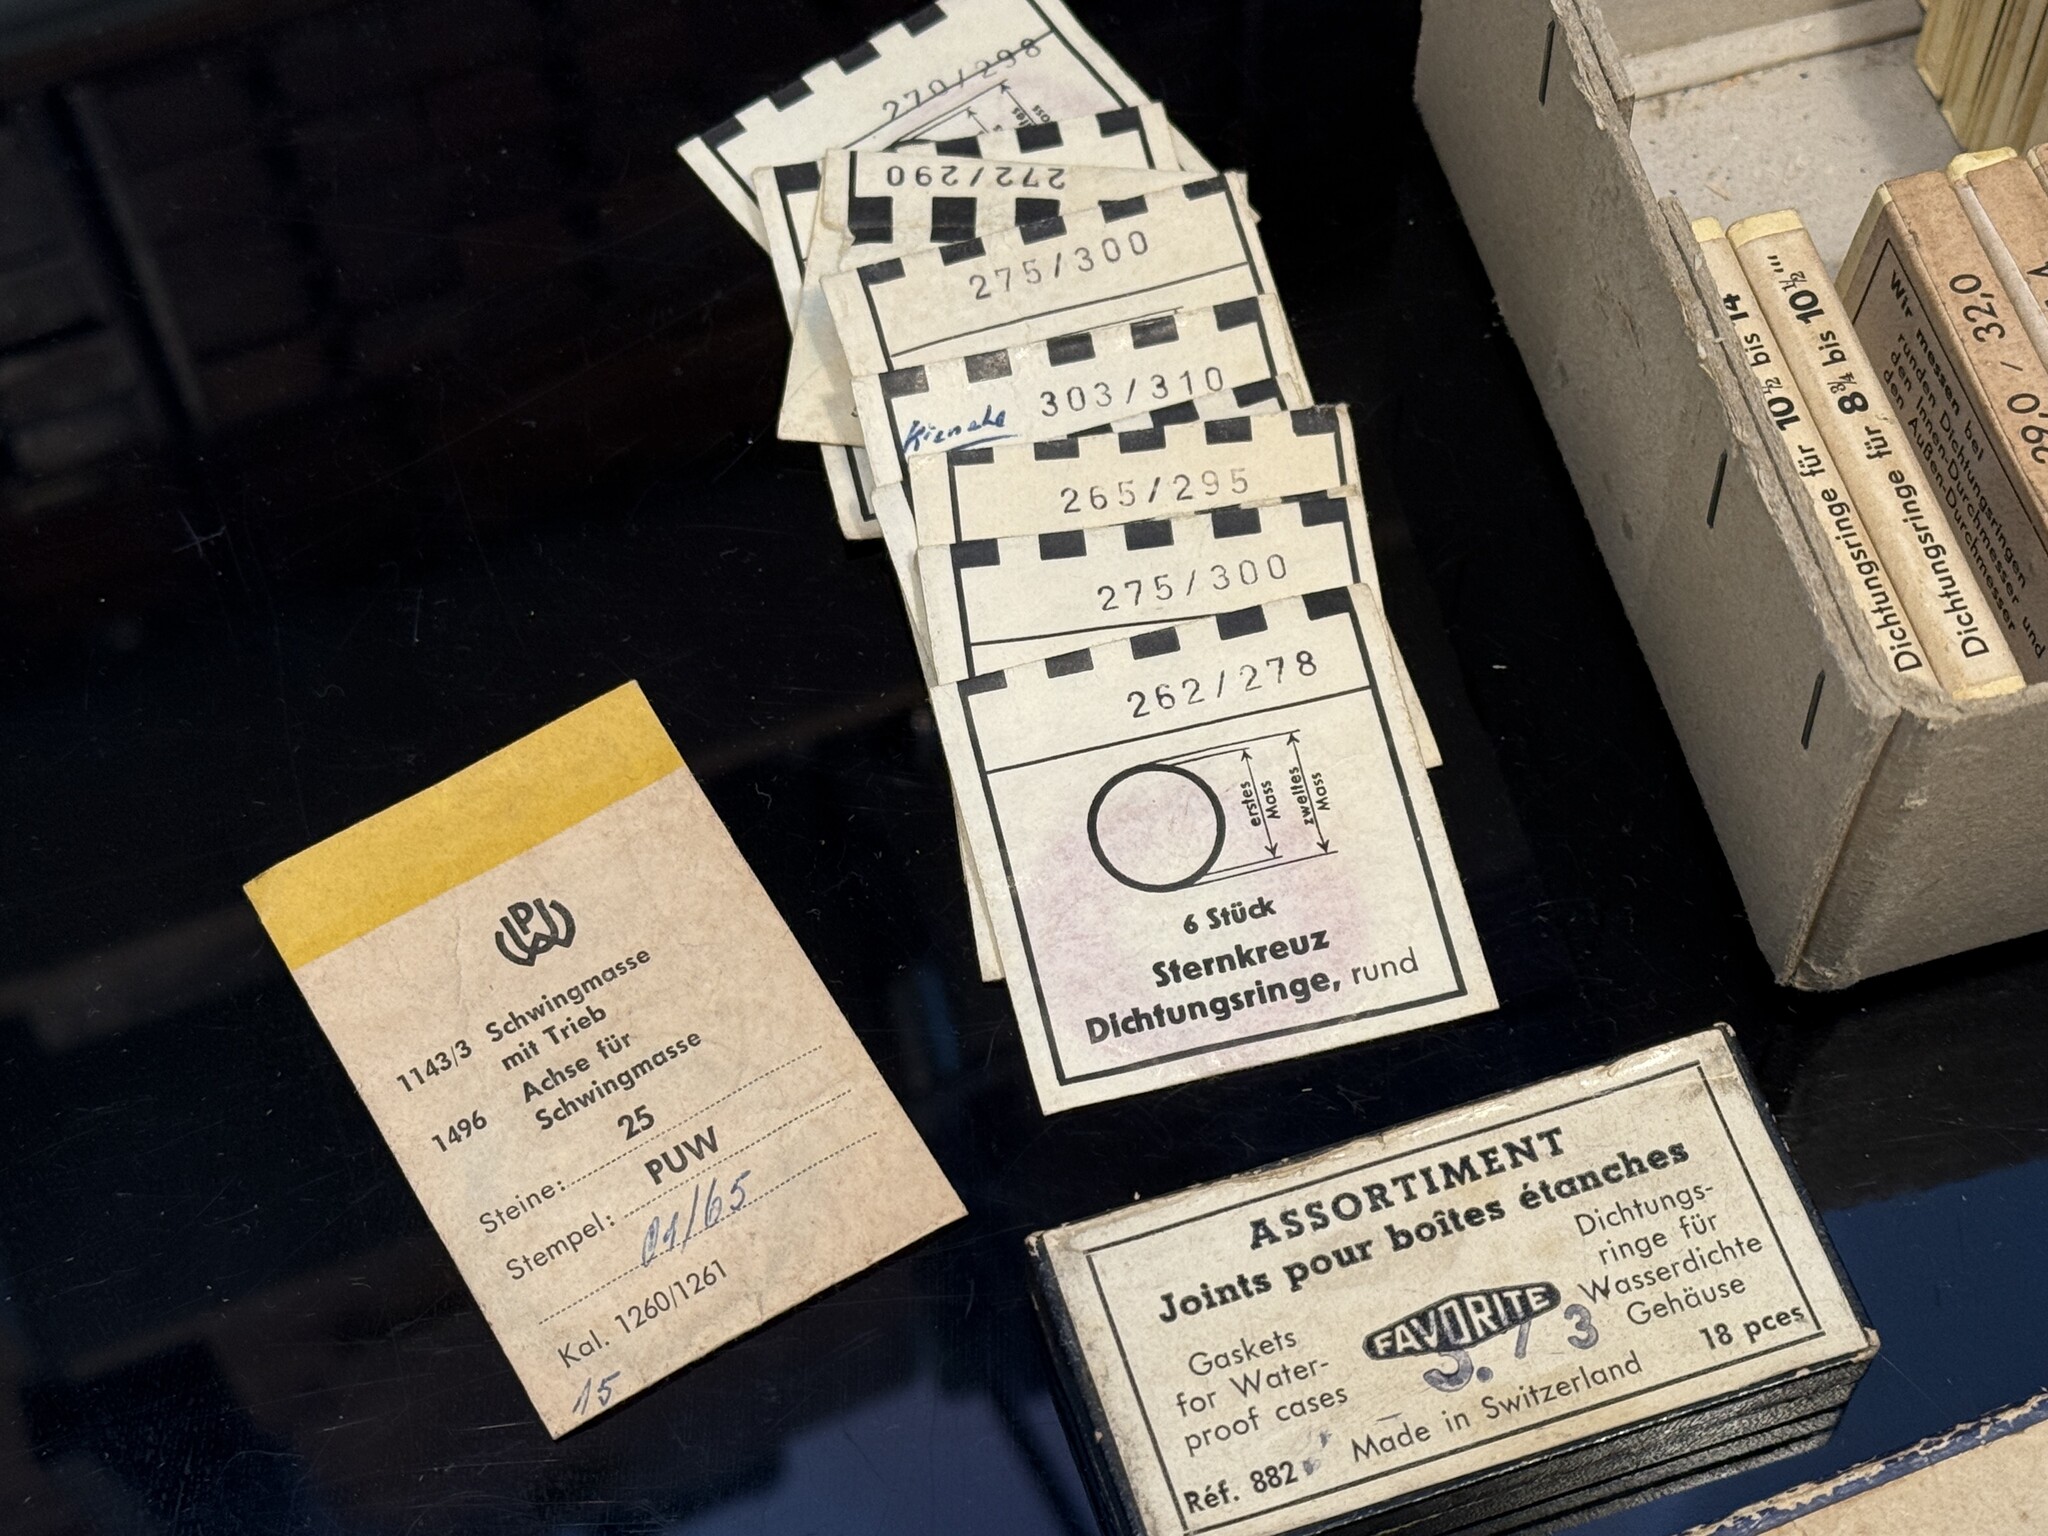 270/298
272/290
275/300
303/310
265/295
275/300
262/278
erstes
Mass
zweites
Mass
6 Stück
Sternkreuz
Dichtungsringe, rund
PUW
1143/3 Schwingmasse
mit Trieb
1496 Achse für
Schwingmasse
Steine: 25
Stempel: PUW
Kal. 1260/1261
15
ASSORTIMENT
Joints pour boîtes étanches
Gaskets
for Water-
proof cases
FAVORITE
3
Dichtungs-
ringe für
Wasserdichte
Gehäuse
Réf. 882
Made in Switzerland
18 pces
Dichtungsringe für 10½ bis 14
Dichtungsringe für 8¾ bis 10½ '''
Wir messen bei
runden Dichtungsringen
den Innen-Durchmesser und
den Außen-Durchmesser
29,0 / 32,0